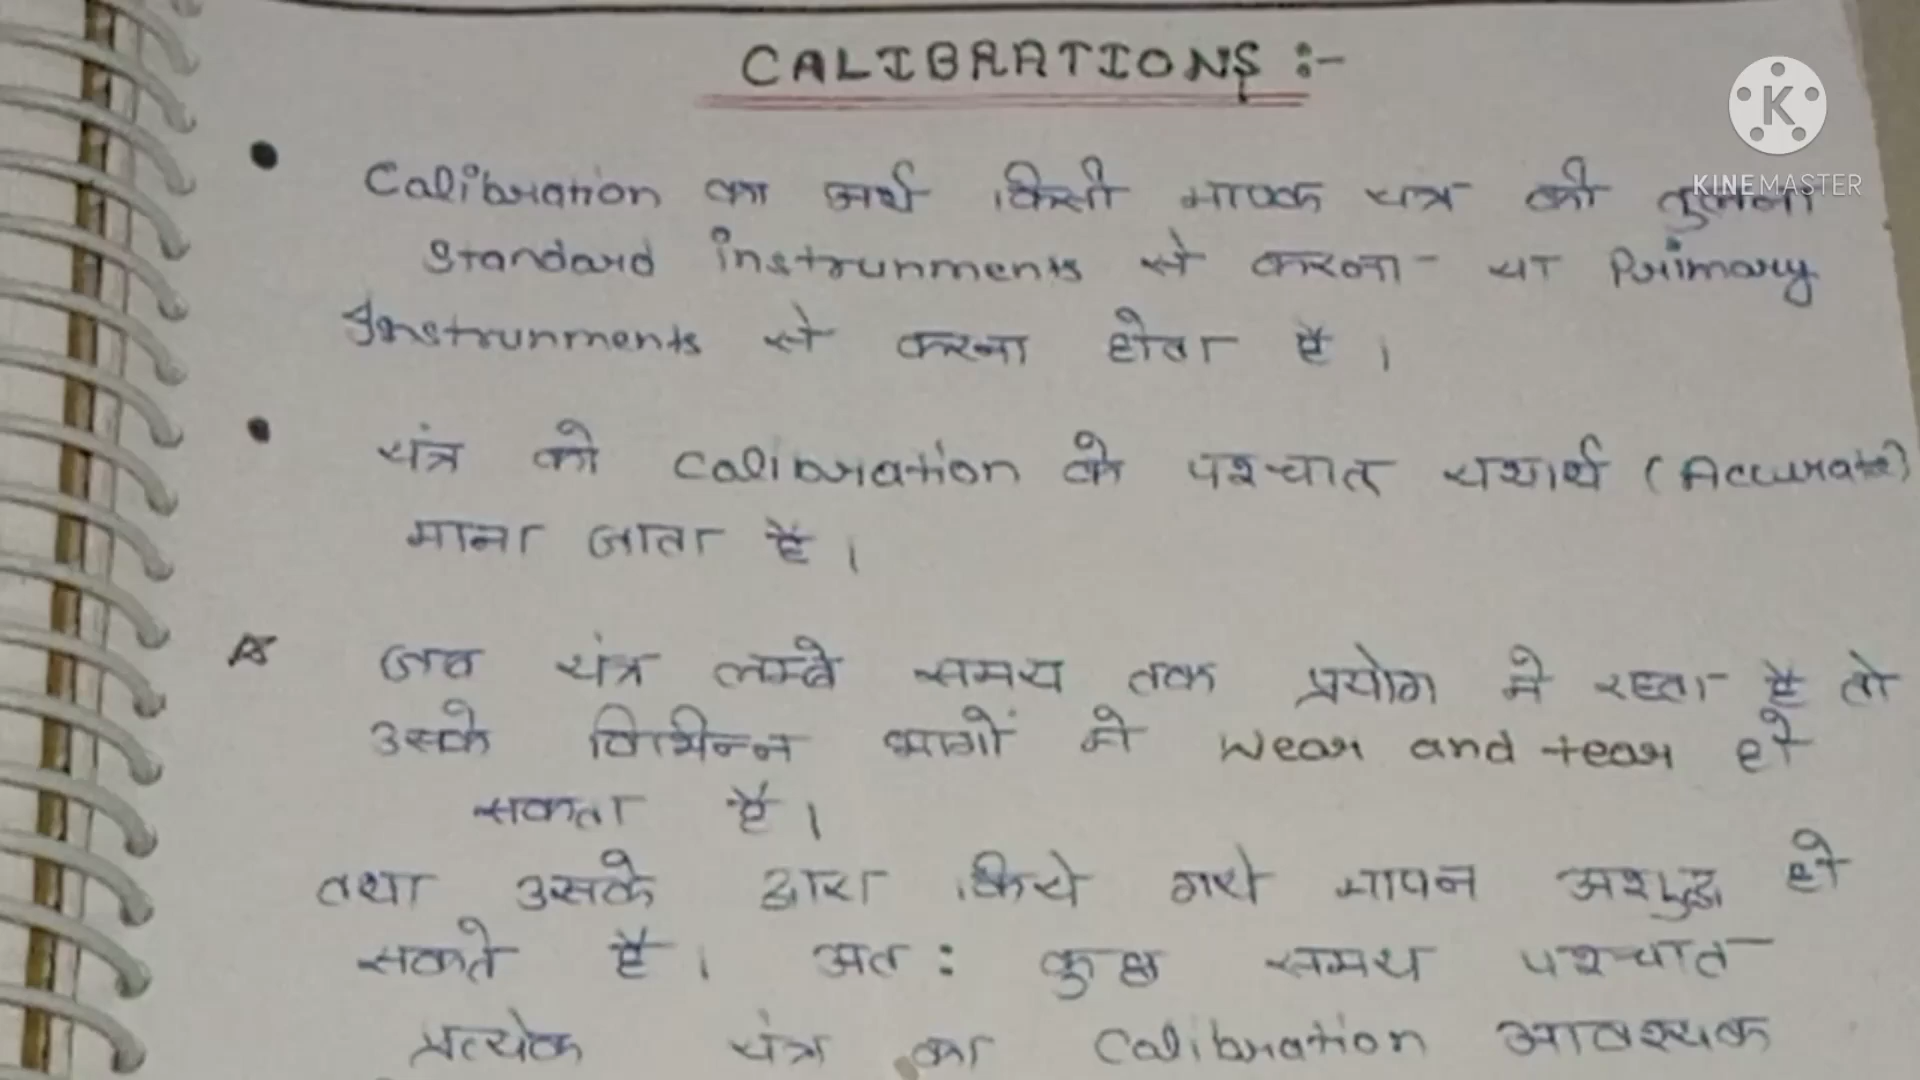 CALIBRATIONS :-
K
KINEMASTER
• Calibration का अर्थ किसी मापक यंत्र की तुलना
Standard instrunments से करना - या Primary
Instrunments से करना होता है ।
• यंत्र को Calibration के पश्चात यथार्थ (Accurate)
माना जाता है ।
जब यंत्र लम्बे समय तक प्रयोग मे रहता है तो
उसके विभिन्न भागों मे wear and tear हो
सकता है ।
तथा उसके द्वारा किये गये मापन अशुद्ध हो
सकते है । अत : कुछ समय पश्चात
प्रत्येक यंत्र का Calibration आवश्यक